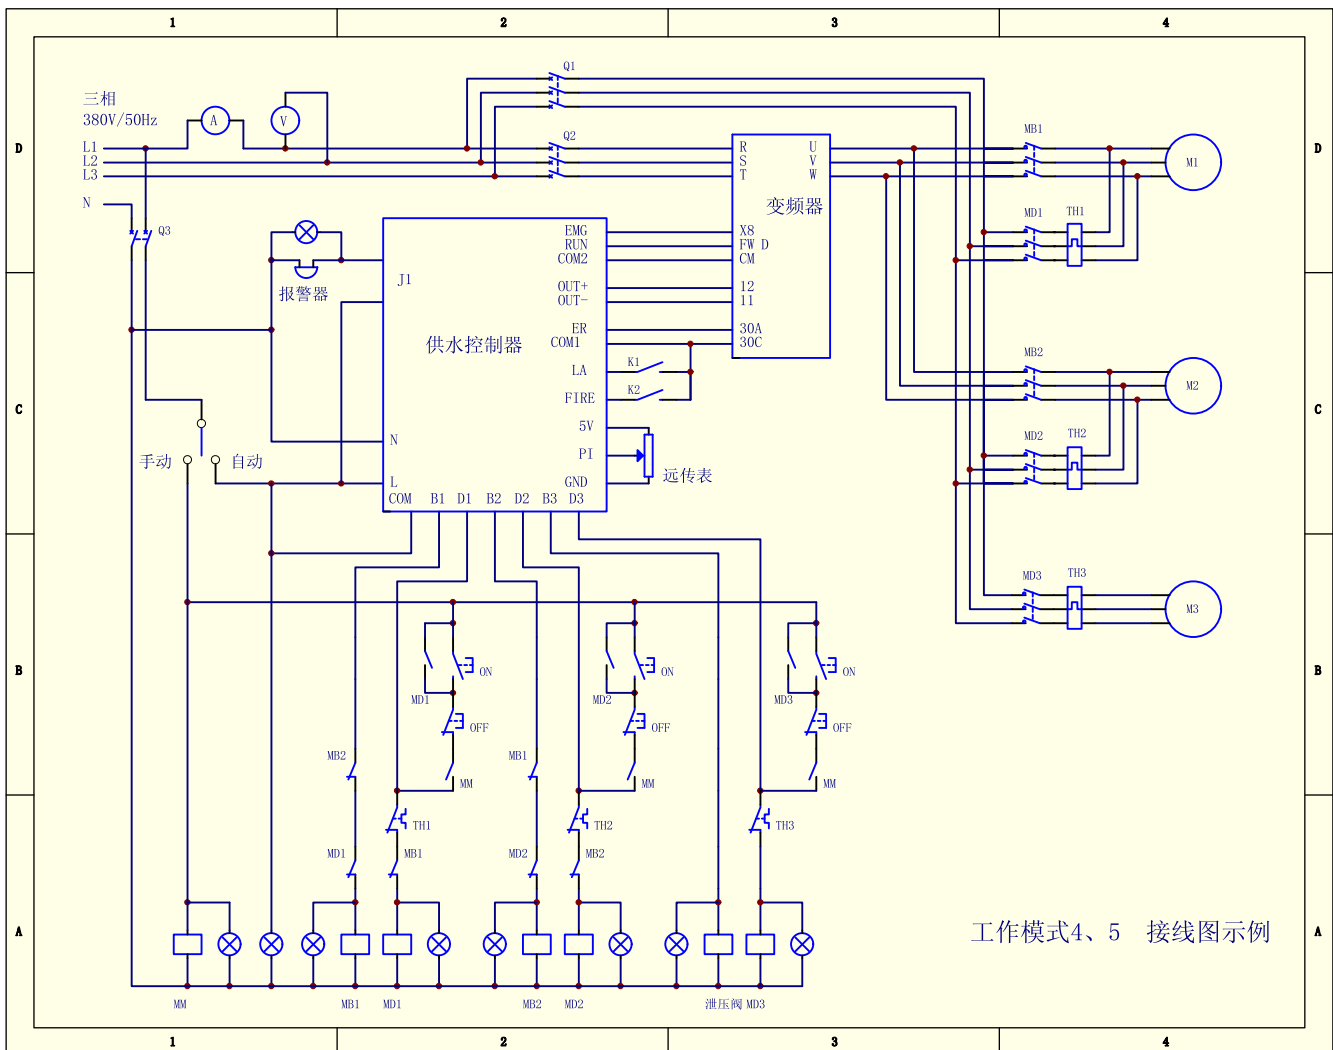 1 2 3 4
D D
C C
B B
A A
三相
380V/50Hz
L1
L2
L3
N
A
V
Q1
Q2
Q3
R U
S V
T W
变频器
X8
FW D
CM
12
11
30A
30C
报警器
J1
供水控制器
EMG
RUN
COM2
OUT+
OUT-
ER
COM1
LA
FIRE
5V
PI
GND
N
L
COM B1 D1 B2 D2 B3 D3
K1
K2
远传表
手动 自动
MB1
M1
MD1 TH1
MB2
M2
MD2 TH2
MD3 TH3
M3
ON ON ON
MD1 MD2 MD3
OFF OFF OFF
MB2 MB1
MM MM MM
TH1 TH2 TH3
MD1 MB1 MD2 MB2
MM MB1 MD1 MB2 MD2 泄压阀 MD3
工作模式4、5 接线图示例
1 2 3 4